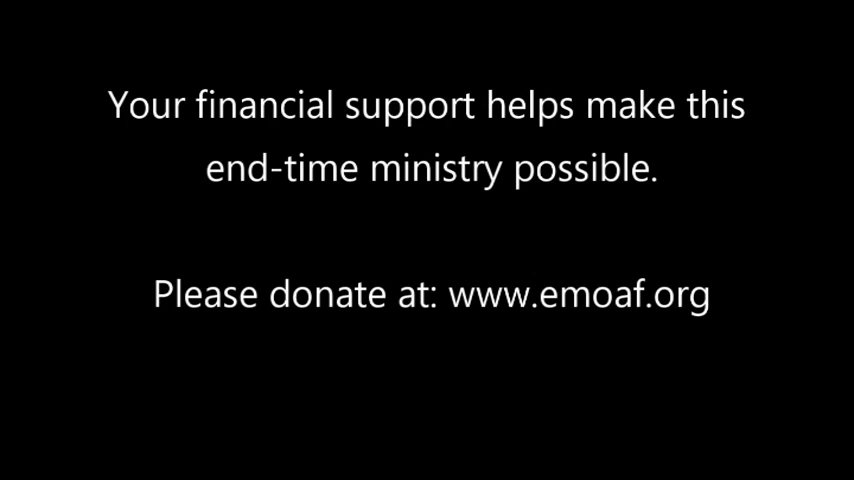 Your financial support helps make this
end-time ministry possible.
Please donate at: www.emoaf.org